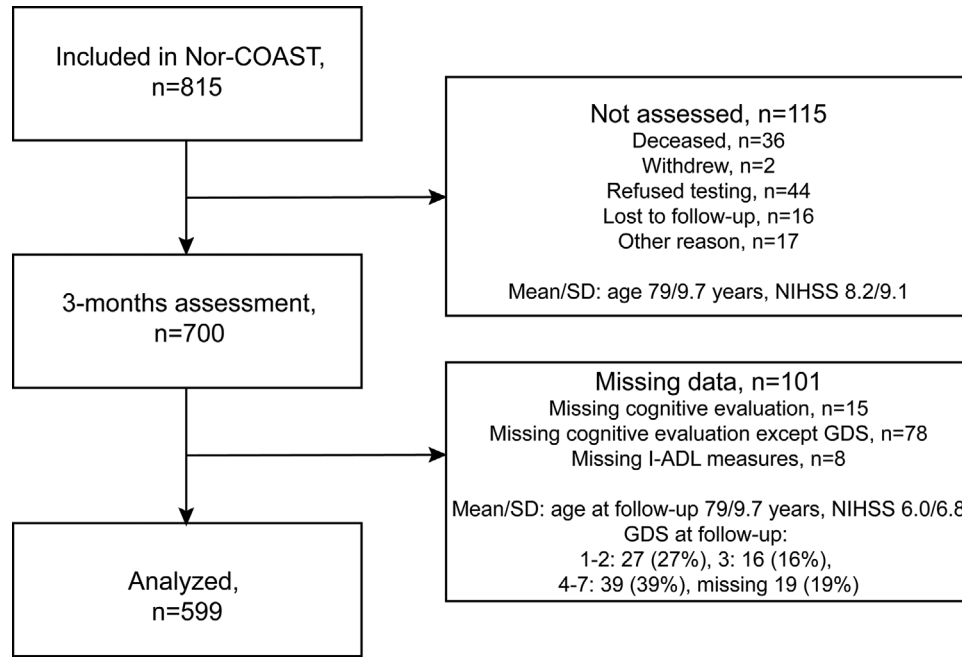 Included in Nor-COAST,
n=815
Not assessed, n=115
Deceased, n=36
Withdrew, n=2
Refused testing, n=44
Lost to follow-up, n=16
Other reason, n=17
Mean/SD: age 79/9.7 years, NIHSS 8.2/9.1
3-months assessment,
n=700
Missing data, n=101
Missing cognitive evaluation, n=15
Missing cognitive evaluation except GDS, n=78
Missing I-ADL measures, n=8
Mean/SD: age at follow-up 79/9.7 years, NIHSS 6.0/6.8
GDS at follow-up:
1-2: 27 (27%), 3: 16 (16%),
4-7: 39 (39%), missing 19 (19%)
Analyzed,
n=599